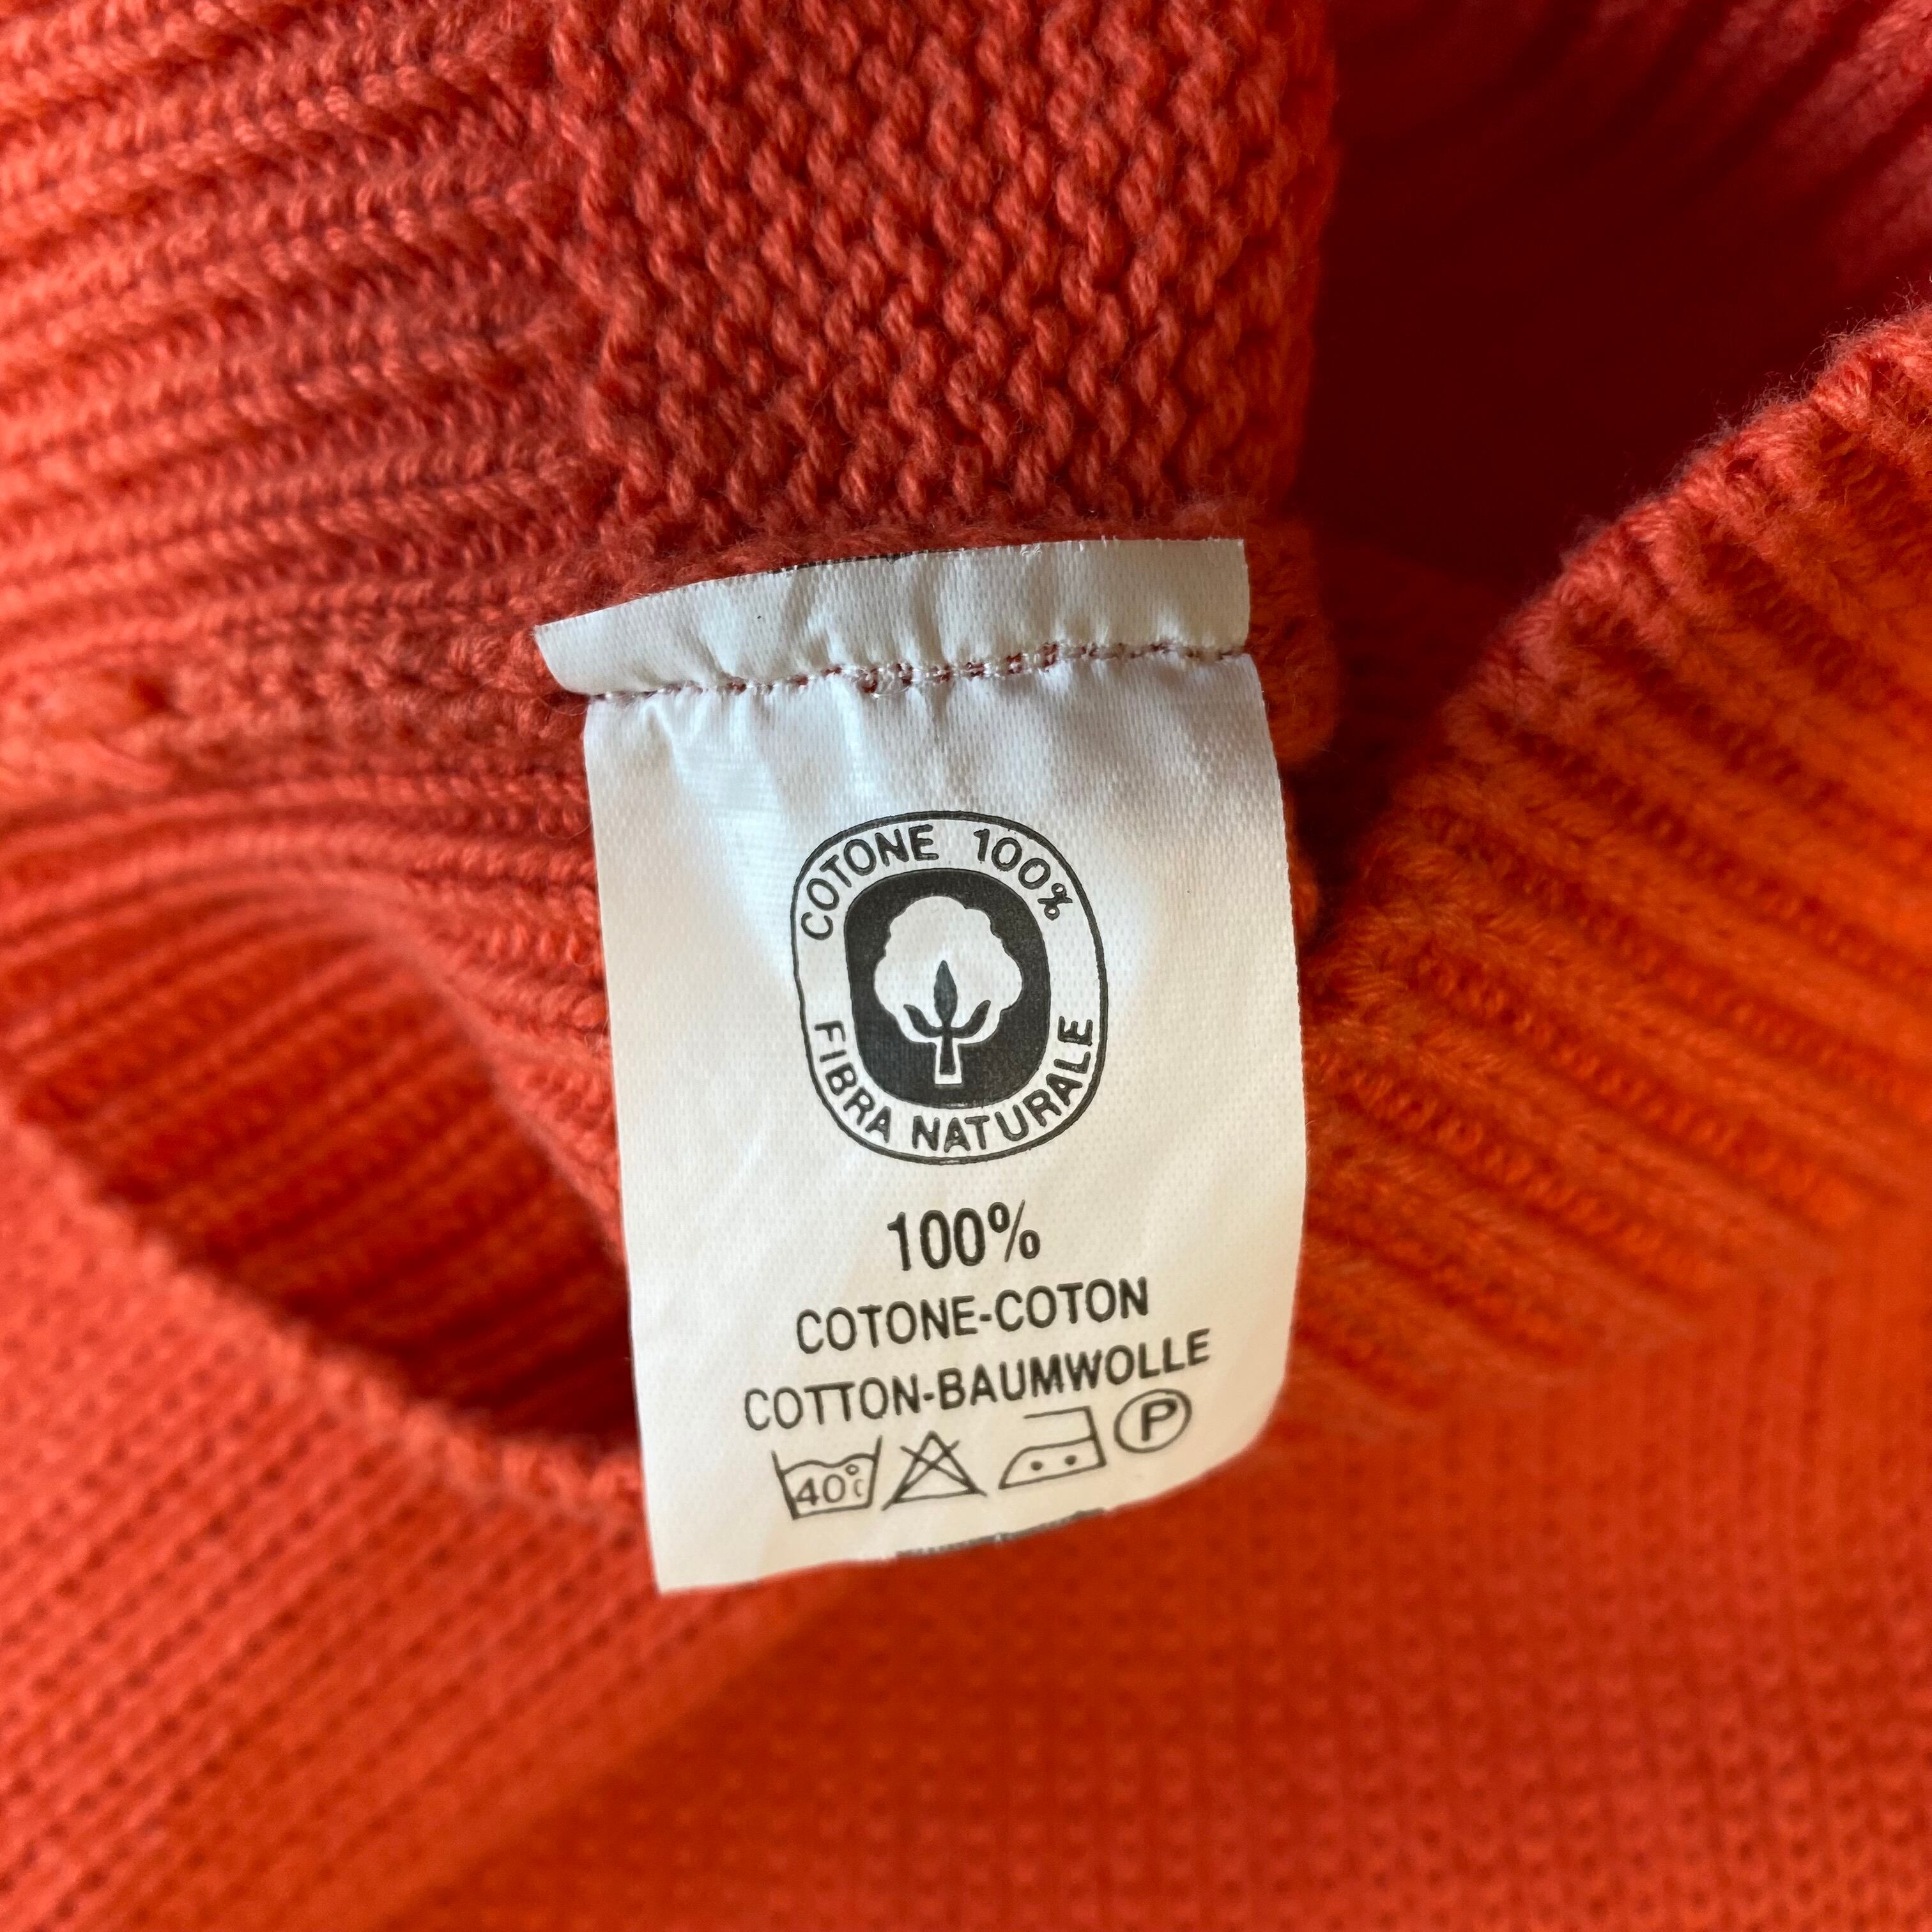 COTONE 100%
FIBRA NATURALE
100%
COTONE-COTON
COTTON-BAUMWOLLE
40°C P